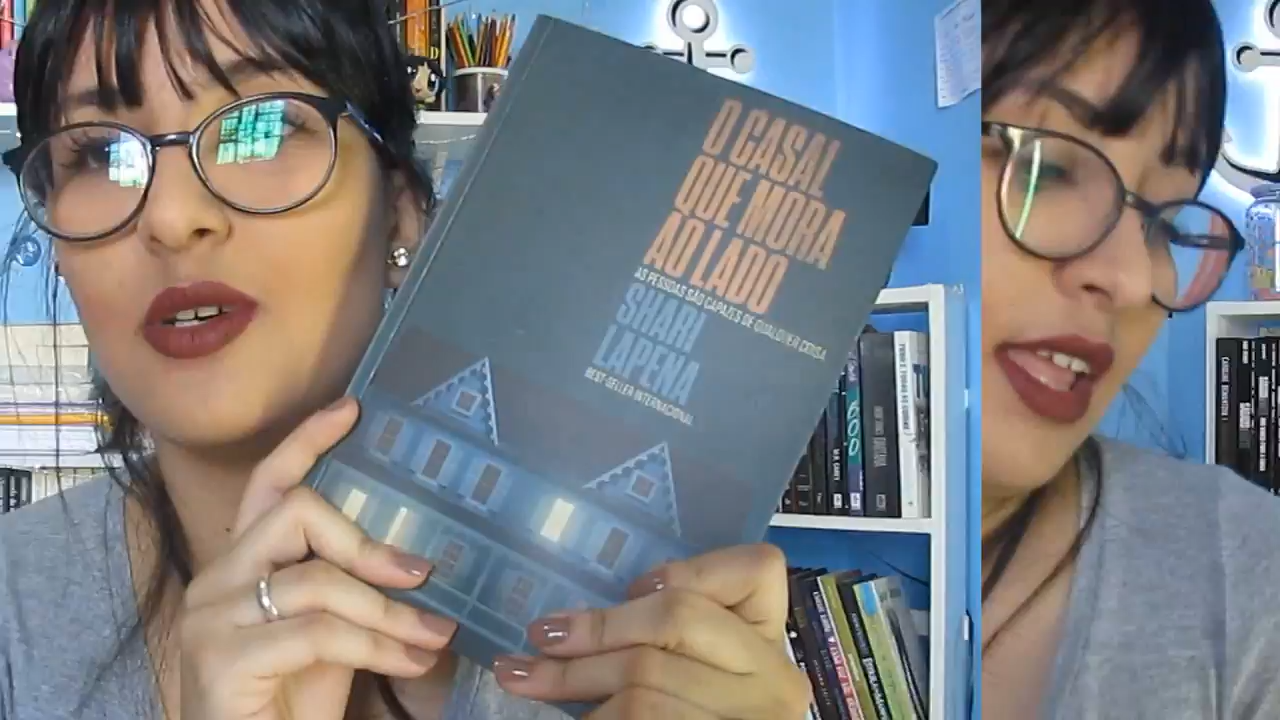 O CASAL
QUE MORA
AO LADO
AS PESSOAS SÃO CAPAZES DE QUALQUER COISA
SHARI
LAPENA
BEST-SELLER INTERNACIONAL